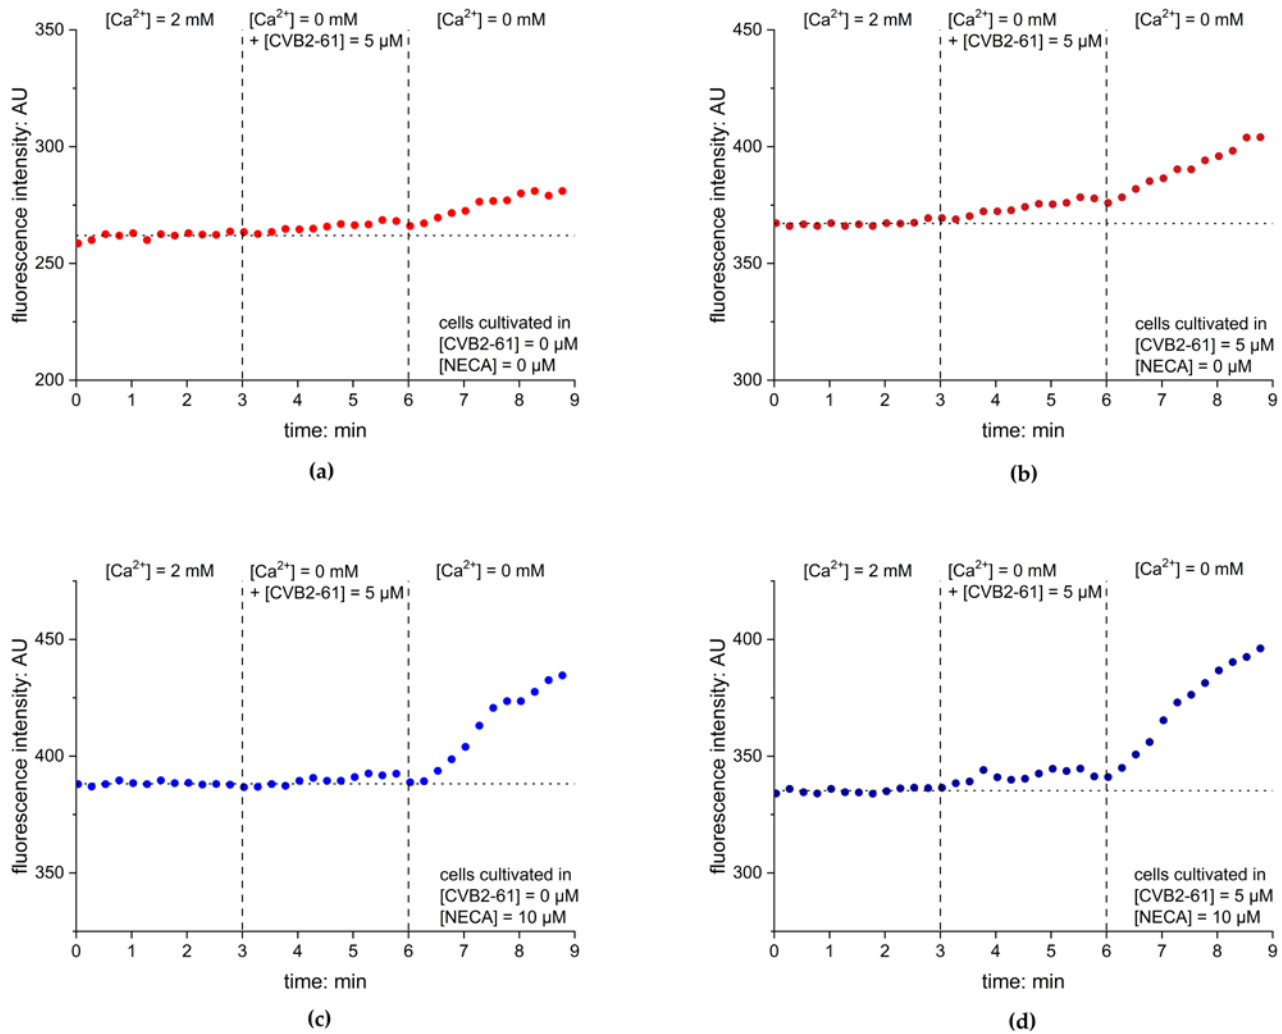 [Ca²⁺] = 2 mM
[Ca²⁺] = 0 mM
+ [CVB2-61] = 5 µM
[Ca²⁺] = 0 mM
fluorescence intensity: AU
350
300
250
200
0 1 2 3 4 5 6 7 8 9
time: min
cells cultivated in
[CVB2-61] = 0 µM
[NECA] = 0 µM
(a)
[Ca²⁺] = 2 mM
[Ca²⁺] = 0 mM
+ [CVB2-61] = 5 µM
[Ca²⁺] = 0 mM
fluorescence intensity: AU
450
400
350
300
0 1 2 3 4 5 6 7 8 9
time: min
cells cultivated in
[CVB2-61] = 5 µM
[NECA] = 0 µM
(b)
[Ca²⁺] = 2 mM
[Ca²⁺] = 0 mM
+ [CVB2-61] = 5 µM
[Ca²⁺] = 0 mM
fluorescence intensity: AU
450
400
350
0 1 2 3 4 5 6 7 8 9
time: min
cells cultivated in
[CVB2-61] = 0 µM
[NECA] = 10 µM
(c)
[Ca²⁺] = 2 mM
[Ca²⁺] = 0 mM
+ [CVB2-61] = 5 µM
[Ca²⁺] = 0 mM
fluorescence intensity: AU
400
350
300
0 1 2 3 4 5 6 7 8 9
time: min
cells cultivated in
[CVB2-61] = 5 µM
[NECA] = 10 µM
(d)